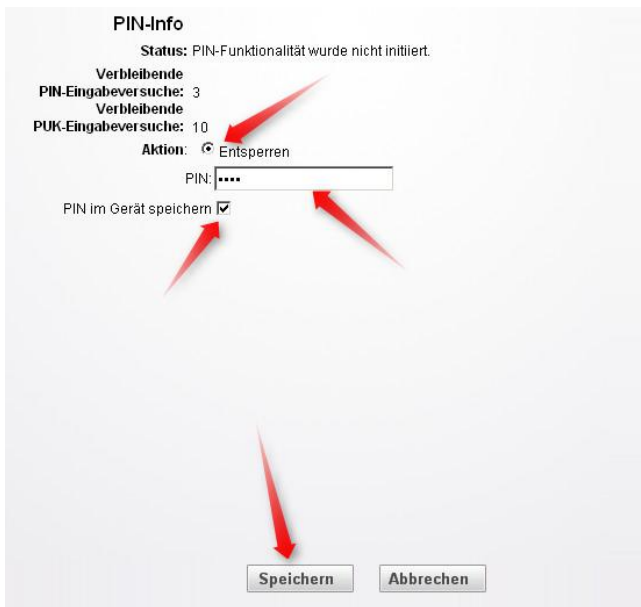 PIN-Info
Status: PIN-Funktionalität wurde nicht initiiert.
Verbleibende
PIN-Eingabeversuche: 3
Verbleibende
PUK-Eingabeversuche: 10
Aktion: Entsperren
PIN: ••••
PIN im Gerät speichern
Speichern Abbrechen